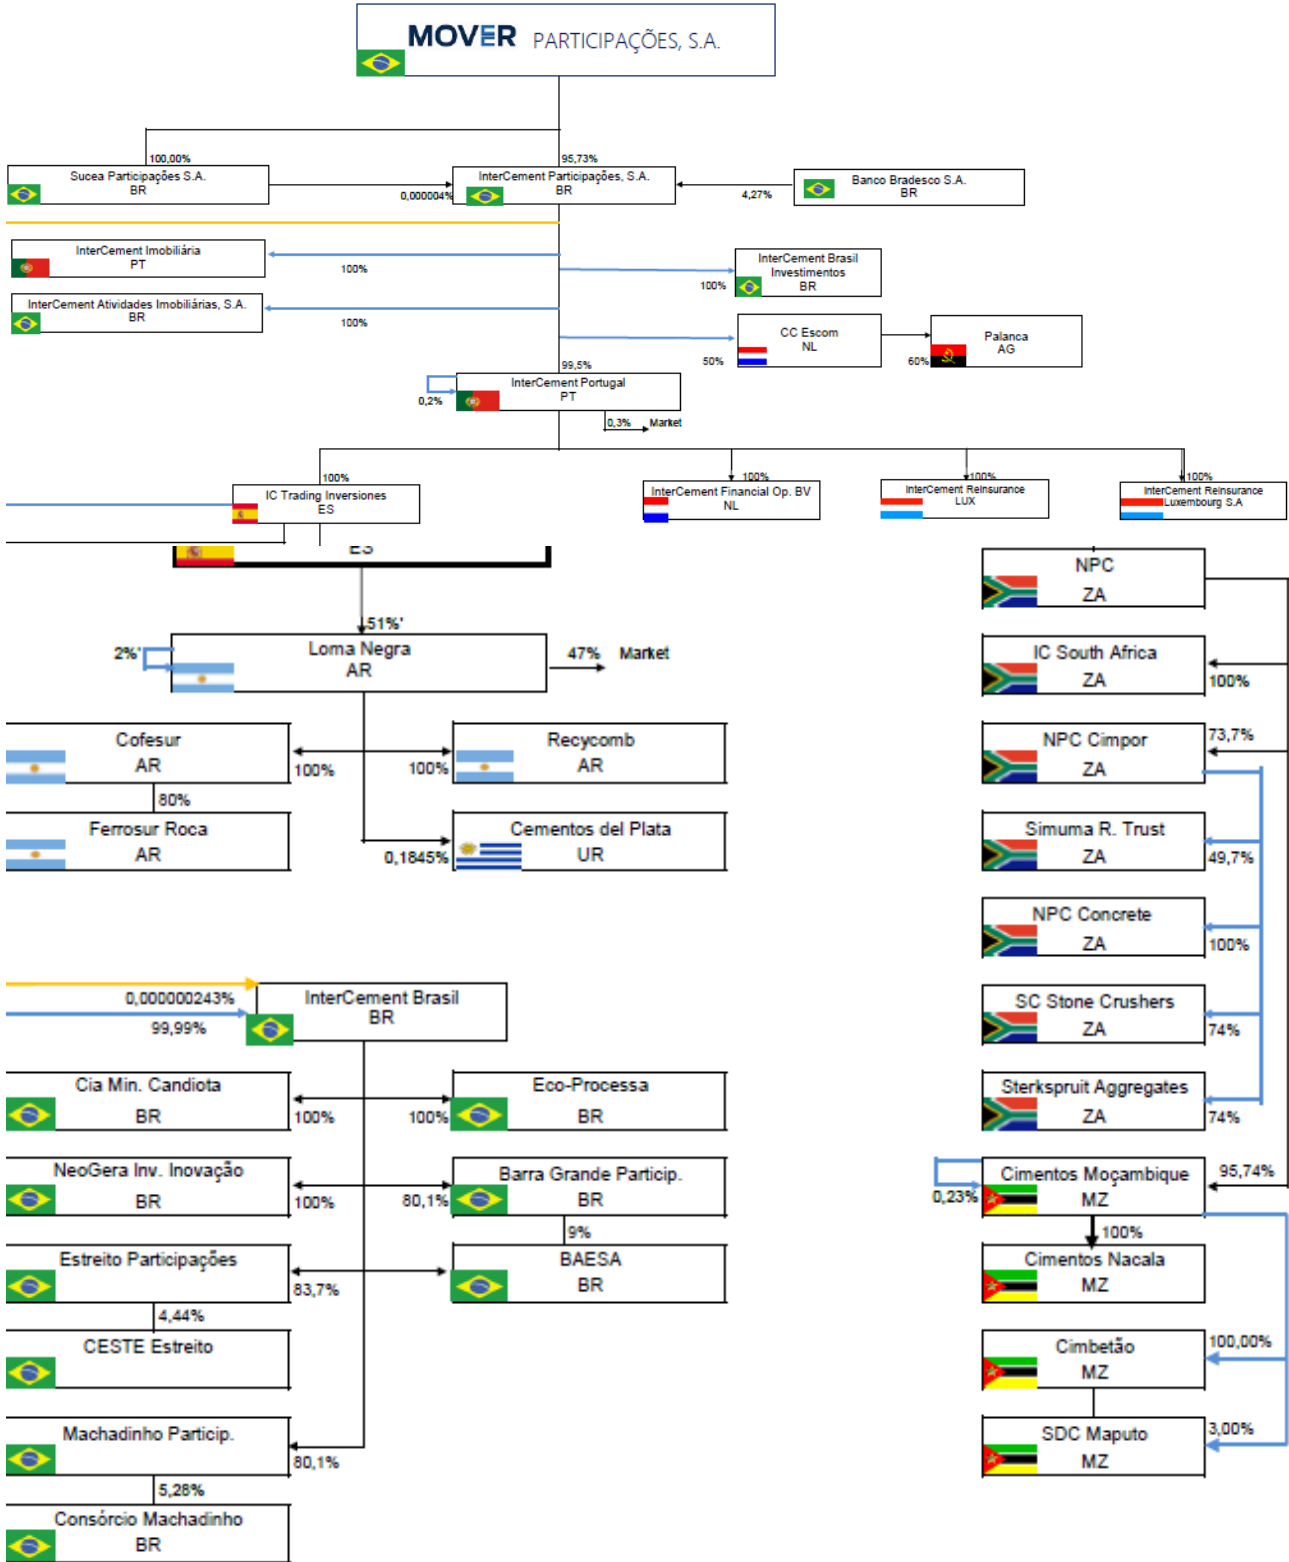 MOVER PARTICIPAÇÕES, S.A.
100,00%
95,73%
Sucea Participações S.A.
BR
0,000004%
InterCement Participações, S.A.
BR
4,27%
Banco Bradesco S.A.
BR
InterCement Imobiliária
PT
100%
InterCement Brasil
Investimentos
BR
100%
InterCement Atividades Imobiliárias, S.A.
BR
100%
CC Escom
NL
50%
Palanca
AG
60%
99,5%
InterCement Portugal
PT
0,2%
0,3%
Market
100%
IC Trading Inversiones
ES
100%
InterCement Financial Op. BV
NL
100%
InterCement Reinsurance
LUX
100%
InterCement Reinsurance
Luxembourg S.A
ES
51%'
2%'
Loma Negra
AR
47%
Market
Cofesur
AR
100%
100%
Recycomb
AR
80%
Ferrosur Roca
AR
0,1845%
Cementos del Plata
UR
0,000000243%
99,99%
InterCement Brasil
BR
Cia Min. Candiota
BR
100%
100%
Eco-Processa
BR
NeoGera Inv. Inovação
BR
100%
80,1%
Barra Grande Particip.
BR
9%
Estreito Participações
BR
83,7%
BAESA
BR
4,44%
CESTE Estreito
Machadinho Particip.
BR
80,1%
5,28%
Consórcio Machadinho
BR
NPC
ZA
IC South Africa
ZA
100%
NPC Cimpor
ZA
73,7%
Simuma R. Trust
ZA
49,7%
NPC Concrete
ZA
100%
SC Stone Crushers
ZA
74%
Sterkspruit Aggregates
ZA
74%
0,23%
Cimentos Moçambique
MZ
95,74%
100%
Cimentos Nacala
MZ
Cimbetão
MZ
100,00%
SDC Maputo
MZ
3,00%